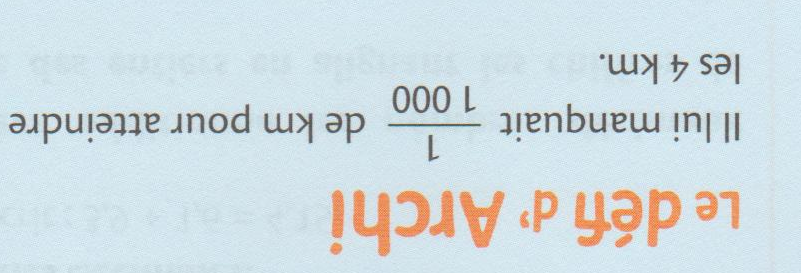 Le défi d'Archi
Il lui manquait 1/1 000 de km pour atteindre
les 4 km.